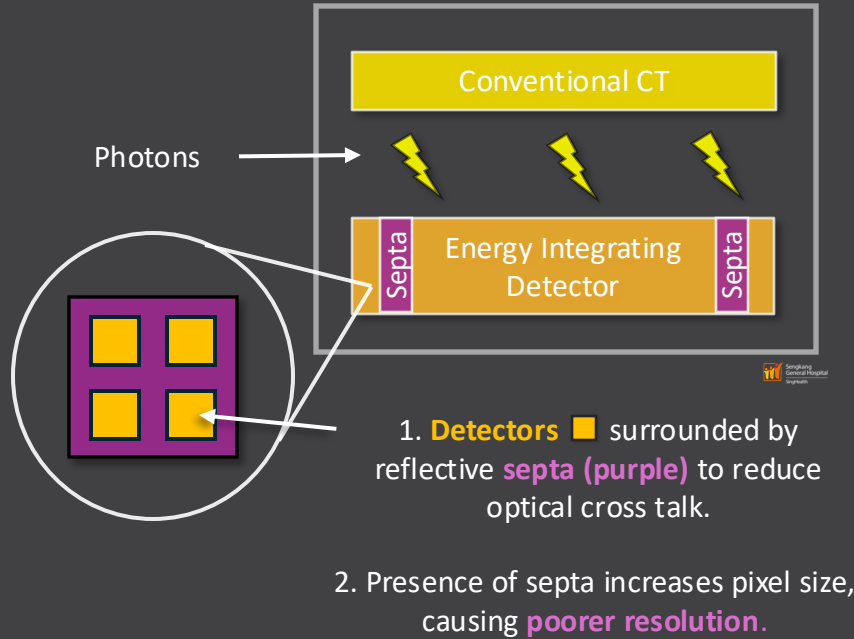 Conventional CT
Photons
Septa
Energy Integrating
Detector
Septa
Sengkang
General Hospital
SingHealth
1. Detectors surrounded by
reflective septa (purple) to reduce
optical cross talk.
2. Presence of septa increases pixel size,
causing poorer resolution.